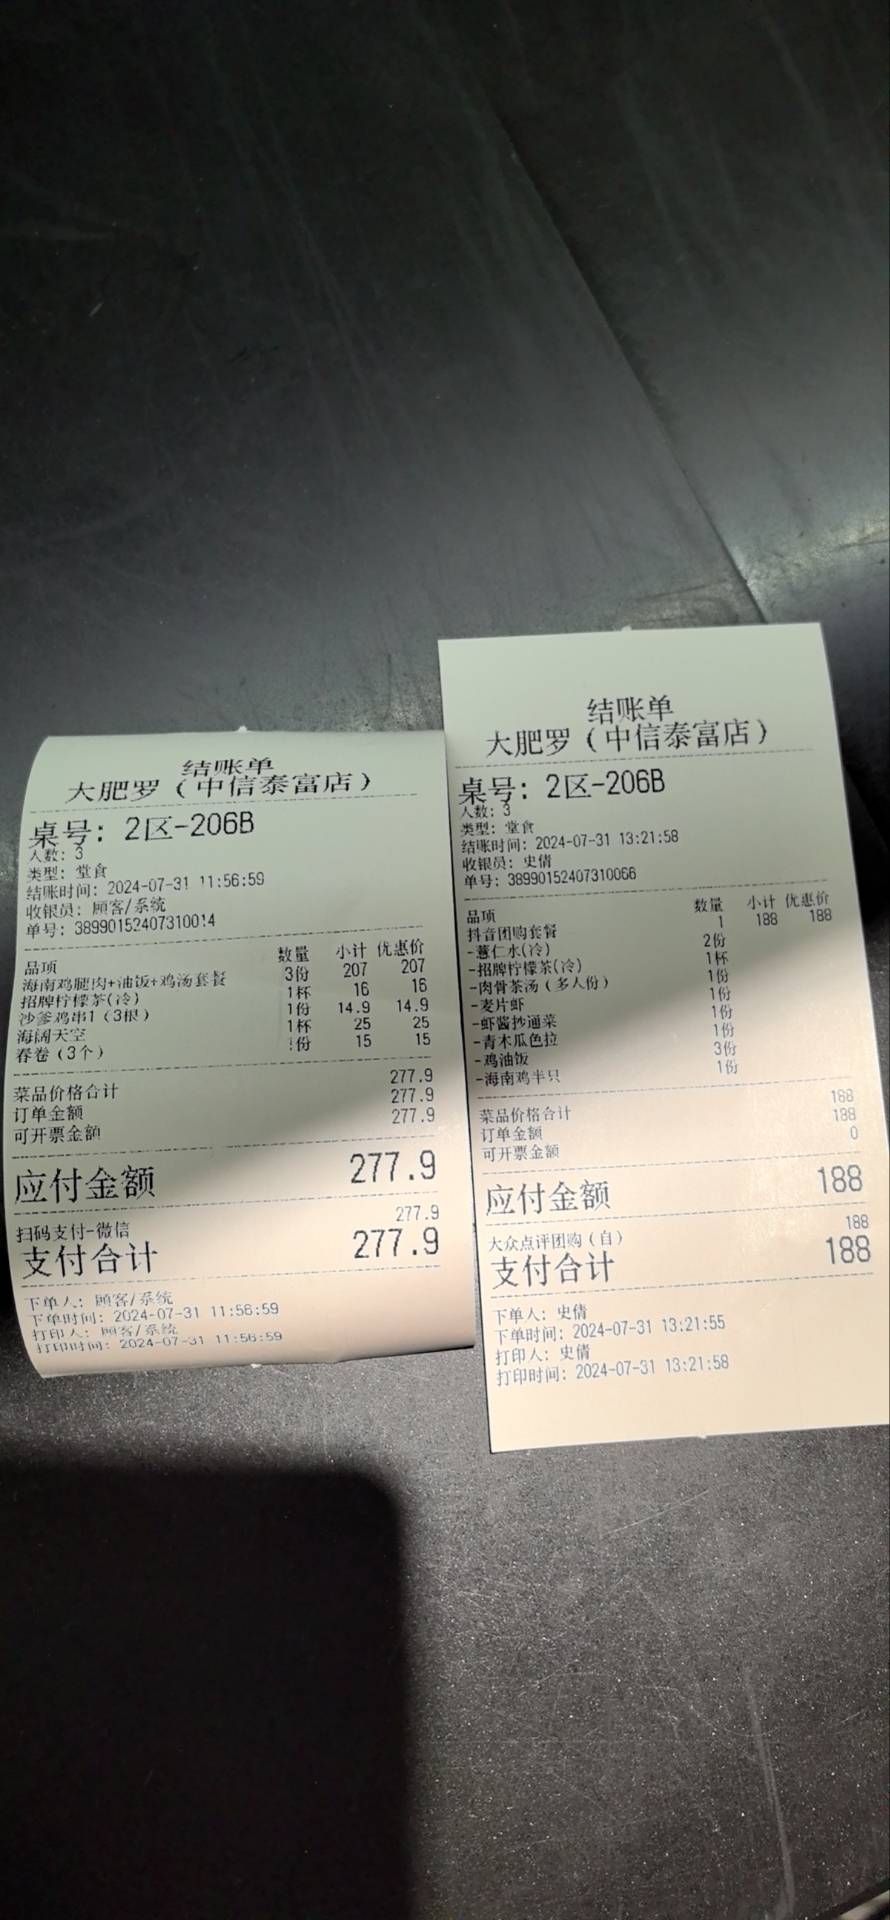 结账单
大肥罗（中信泰富店）
桌号: 2区-206B
人数: 3
类型: 堂食
结账时间: 2024-07-31 11:56:59
收银员: 顾客/系统
单号: 38990152407310014
品项 数量 小计 优惠价
海南鸡腿肉+油饭+鸡汤套餐 3份 207 207
招牌柠檬茶(冷) 1杯 16 16
沙爹鸡串1（3根） 1份 14.9 14.9
海阔天空 1杯 25 25
春卷（3个） 1份 15 15
菜品价格合计 277.9
订单金额 277.9
可开票金额 277.9
应付金额 277.9
扫码支付-微信 277.9
支付合计 277.9
下单人: 顾客/系统
下单时间: 2024-07-31 11:56:59
打印人: 顾客/系统
打印时间: 2024-07-31 11:56:59
结账单
大肥罗（中信泰富店）
桌号: 2区-206B
人数: 3
类型: 堂食
结账时间: 2024-07-31 13:21:58
收银员: 史倩
单号: 38990152407310066
品项 数量 小计 优惠价
抖音团购套餐 1 188 188
-薏仁水(冷) 2份
-招牌柠檬茶(冷) 1杯
-肉骨茶汤（多人份） 1份
-麦片虾 1份
-虾酱抄通菜 1份
-青木瓜色拉 1份
-鸡油饭 3份
-海南鸡半只 1份
菜品价格合计 188
订单金额 188
可开票金额 0
应付金额 188
大众点评团购（自） 188
支付合计 188
下单人: 史倩
下单时间: 2024-07-31 13:21:55
打印人: 史倩
打印时间: 2024-07-31 13:21:58